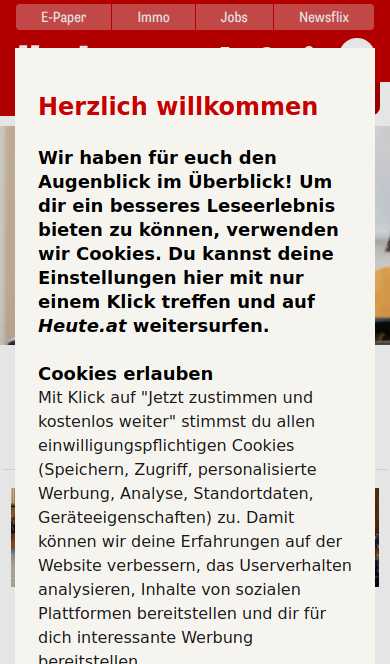 E-Paper
Immo
Jobs
Newsflix
Herzlich willkommen
Wir haben für euch den
Augenblick im Überblick! Um
dir ein besseres Leseerlebnis
bieten zu können, verwenden
wir Cookies. Du kannst deine
Einstellungen hier mit nur
einem Klick treffen und auf
Heute.at weitersurfen.
Cookies erlauben
Mit Klick auf "Jetzt zustimmen und
kostenlos weiter" stimmst du allen
einwilligungspflichtigen Cookies
(Speichern, Zugriff, personalisierte
Werbung, Analyse, Standortdaten,
Geräteeigenschaften) zu. Damit
können wir deine Erfahrungen auf der
Website verbessern, das Userverhalten
analysieren, Inhalte von sozialen
Plattformen bereitstellen und dir für
dich interessante Werbung
bereitstellen